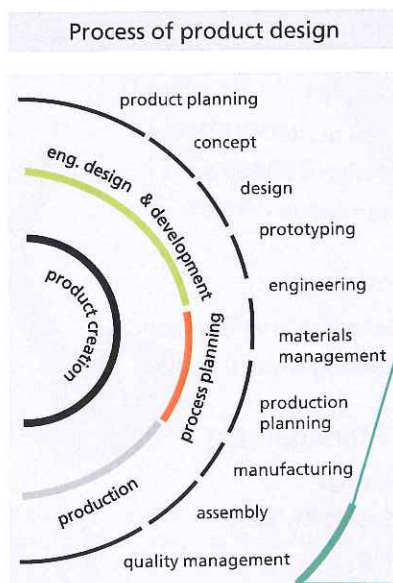 Process of product design
product planning
concept
design
prototyping
engineering
materials
management
production
planning
manufacturing
assembly
quality management
eng. design & development
process planning
production
product creation